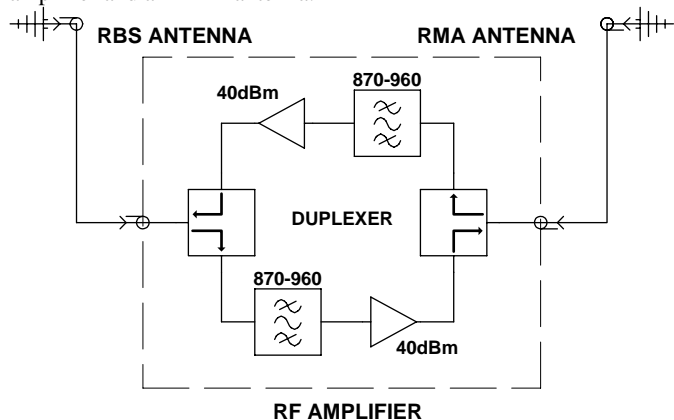 RBS ANTENNA
RMA ANTENNA
870-960
40dBm
DUPLEXER
870-960
40dBm
RF AMPLIFIER